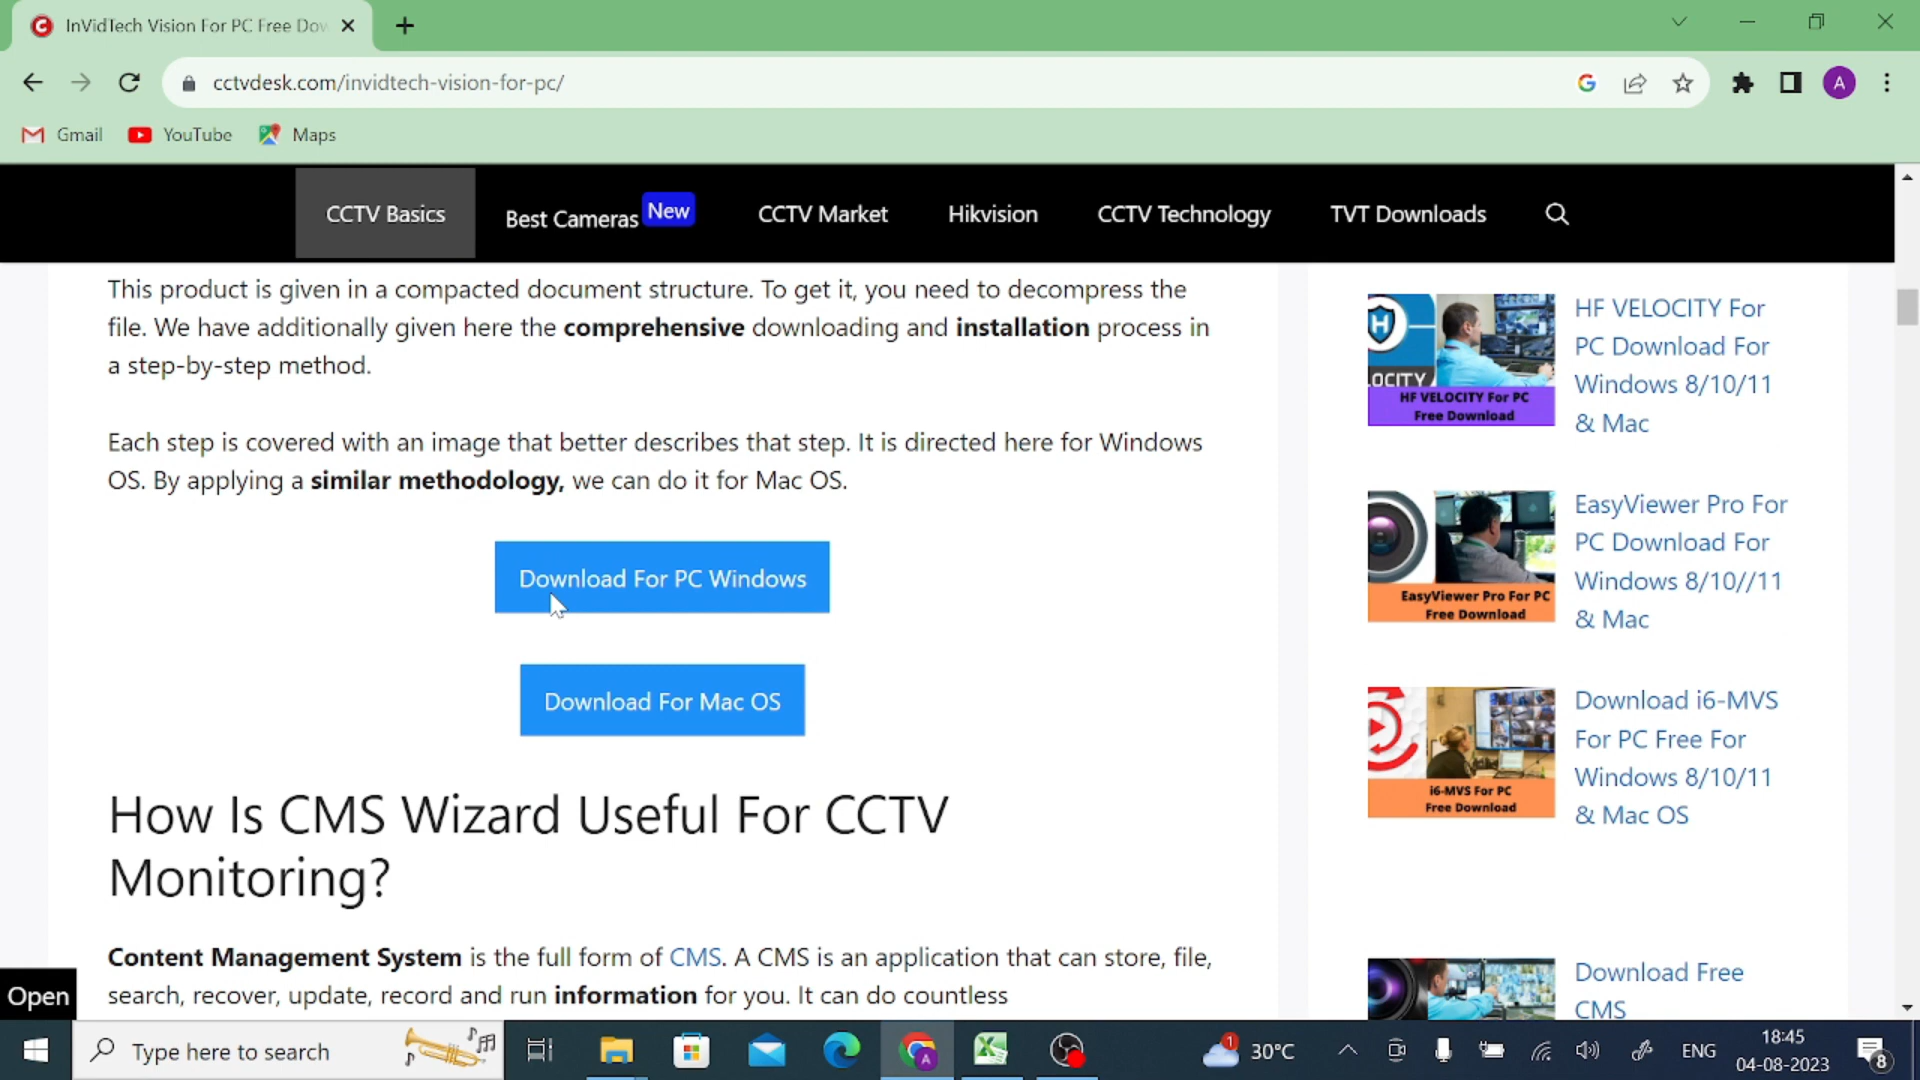 InVidTech Vision For PC Free Dow
cctvdesk.com/invidtech-vision-for-pc/
A
Gmail
YouTube
Maps
CCTV Basics
Best Cameras New
CCTV Market
Hikvision
CCTV Technology
TVT Downloads
This product is given in a compacted document structure. To get it, you need to decompress the
file. We have additionally given here the comprehensive downloading and installation process in
a step-by-step method.
Each step is covered with an image that better describes that step. It is directed here for Windows
OS. By applying a similar methodology, we can do it for Mac OS.
Download For PC Windows
Download For Mac OS
How Is CMS Wizard Useful For CCTV
Monitoring?
Content Management System is the full form of CMS. A CMS is an application that can store, file,
search, recover, update, record and run information for you. It can do countless
H
OCITY
HF VELOCITY For PC
Free Download
HF VELOCITY For
PC Download For
Windows 8/10/11
& Mac
EasyViewer Pro For PC
Free Download
EasyViewer Pro For
PC Download For
Windows 8/10//11
& Mac
i6-MVS For PC
Free Download
Download i6-MVS
For PC Free For
Windows 8/10/11
& Mac OS
Download Free
CMS
Open
Type here to search
A
1
30°C
ENG
18:45
04-08-2023
8